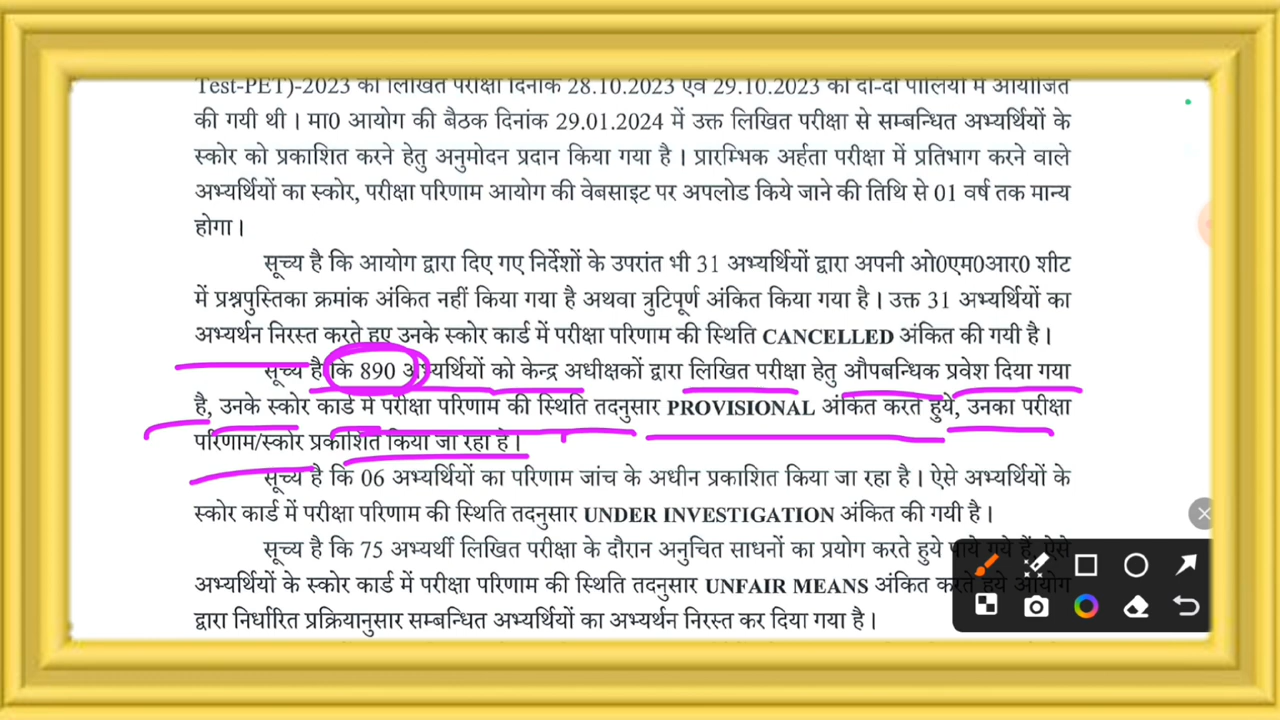 Test-PET)-2023 की लिखित परीक्षा दिनांक 28.10.2023 एवं 29.10.2023 को दो-दो पालियों में आयोजित
की गयी थी। मा0 आयोग की बैठक दिनांक 29.01.2024 में उक्त लिखित परीक्षा से सम्बन्धित अभ्यर्थियों के
स्कोर को प्रकाशित करने हेतु अनुमोदन प्रदान किया गया है। प्रारम्भिक अर्हता परीक्षा में प्रतिभाग करने वाले
अभ्यर्थियों का स्कोर, परीक्षा परिणाम आयोग की वेबसाइट पर अपलोड किये जाने की तिथि से 01 वर्ष तक मान्य
होगा।
सूच्य है कि आयोग द्वारा दिए गए निर्देशों के उपरांत भी 31 अभ्यर्थियों द्वारा अपनी ओ0एम0आर0 शीट
में प्रश्नपुस्तिका क्रमांक अंकित नहीं किया गया है अथवा त्रुटिपूर्ण अंकित किया गया है। उक्त 31 अभ्यर्थियों का
अभ्यर्थन निरस्त करते हुए उनके स्कोर कार्ड में परीक्षा परिणाम की स्थिति CANCELLED अंकित की गयी है।
सूच्य है कि 890 अभ्यर्थियों को केन्द्र अधीक्षकों द्वारा लिखित परीक्षा हेतु औपबन्धिक प्रवेश दिया गया
है, उनके स्कोर कार्ड में परीक्षा परिणाम की स्थिति तदनुसार PROVISIONAL अंकित करते हुये, उनका परीक्षा
परिणाम/स्कोर प्रकाशित किया जा रहा है।
सूच्य है कि 06 अभ्यर्थियों का परिणाम जांच के अधीन प्रकाशित किया जा रहा है। ऐसे अभ्यर्थियों के
स्कोर कार्ड में परीक्षा परिणाम की स्थिति तदनुसार UNDER INVESTIGATION अंकित की गयी है।
सूच्य है कि 75 अभ्यर्थी लिखित परीक्षा के दौरान अनुचित साधनों का प्रयोग करते हुये पाये गये हैं, ऐसे
अभ्यर्थियों के स्कोर कार्ड में परीक्षा परिणाम की स्थिति तदनुसार UNFAIR MEANS अंकित करते हुये आयोग
द्वारा निर्धारित प्रक्रियानुसार सम्बन्धित अभ्यर्थियों का अभ्यर्थन निरस्त कर दिया गया है।